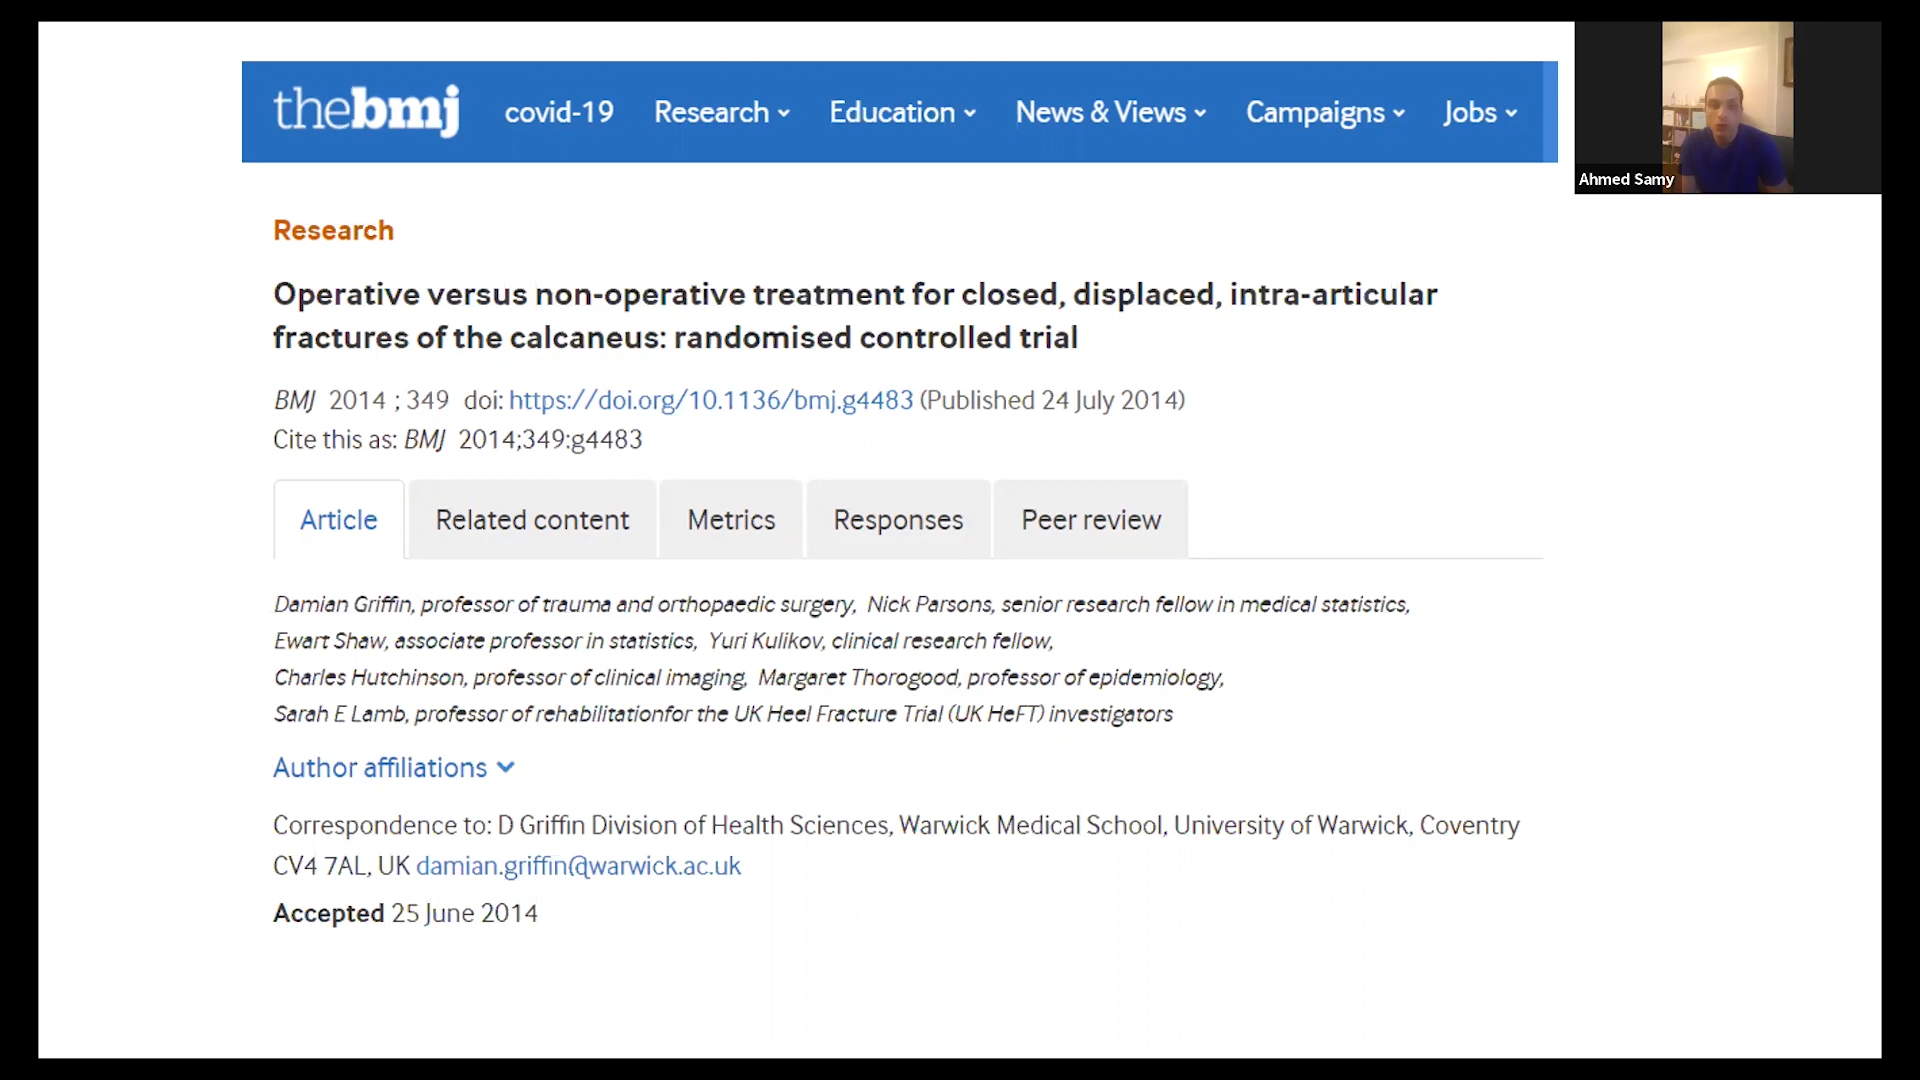 thebmj covid-19 Research Education News & Views Campaigns Jobs
Ahmed Samy
Research
Operative versus non-operative treatment for closed, displaced, intra-articular
fractures of the calcaneus: randomised controlled trial
BMJ 2014 ; 349 doi: https://doi.org/10.1136/bmj.g4483 (Published 24 July 2014)
Cite this as: BMJ 2014;349:g4483
Article Related content Metrics Responses Peer review
Damian Griffin, professor of trauma and orthopaedic surgery, Nick Parsons, senior research fellow in medical statistics,
Ewart Shaw, associate professor in statistics, Yuri Kulikov, clinical research fellow,
Charles Hutchinson, professor of clinical imaging, Margaret Thorogood, professor of epidemiology,
Sarah E Lamb, professor of rehabilitationfor the UK Heel Fracture Trial (UK HeFT) investigators
Author affiliations
Correspondence to: D Griffin Division of Health Sciences, Warwick Medical School, University of Warwick, Coventry
CV4 7AL, UK damian.griffin@warwick.ac.uk
Accepted 25 June 2014